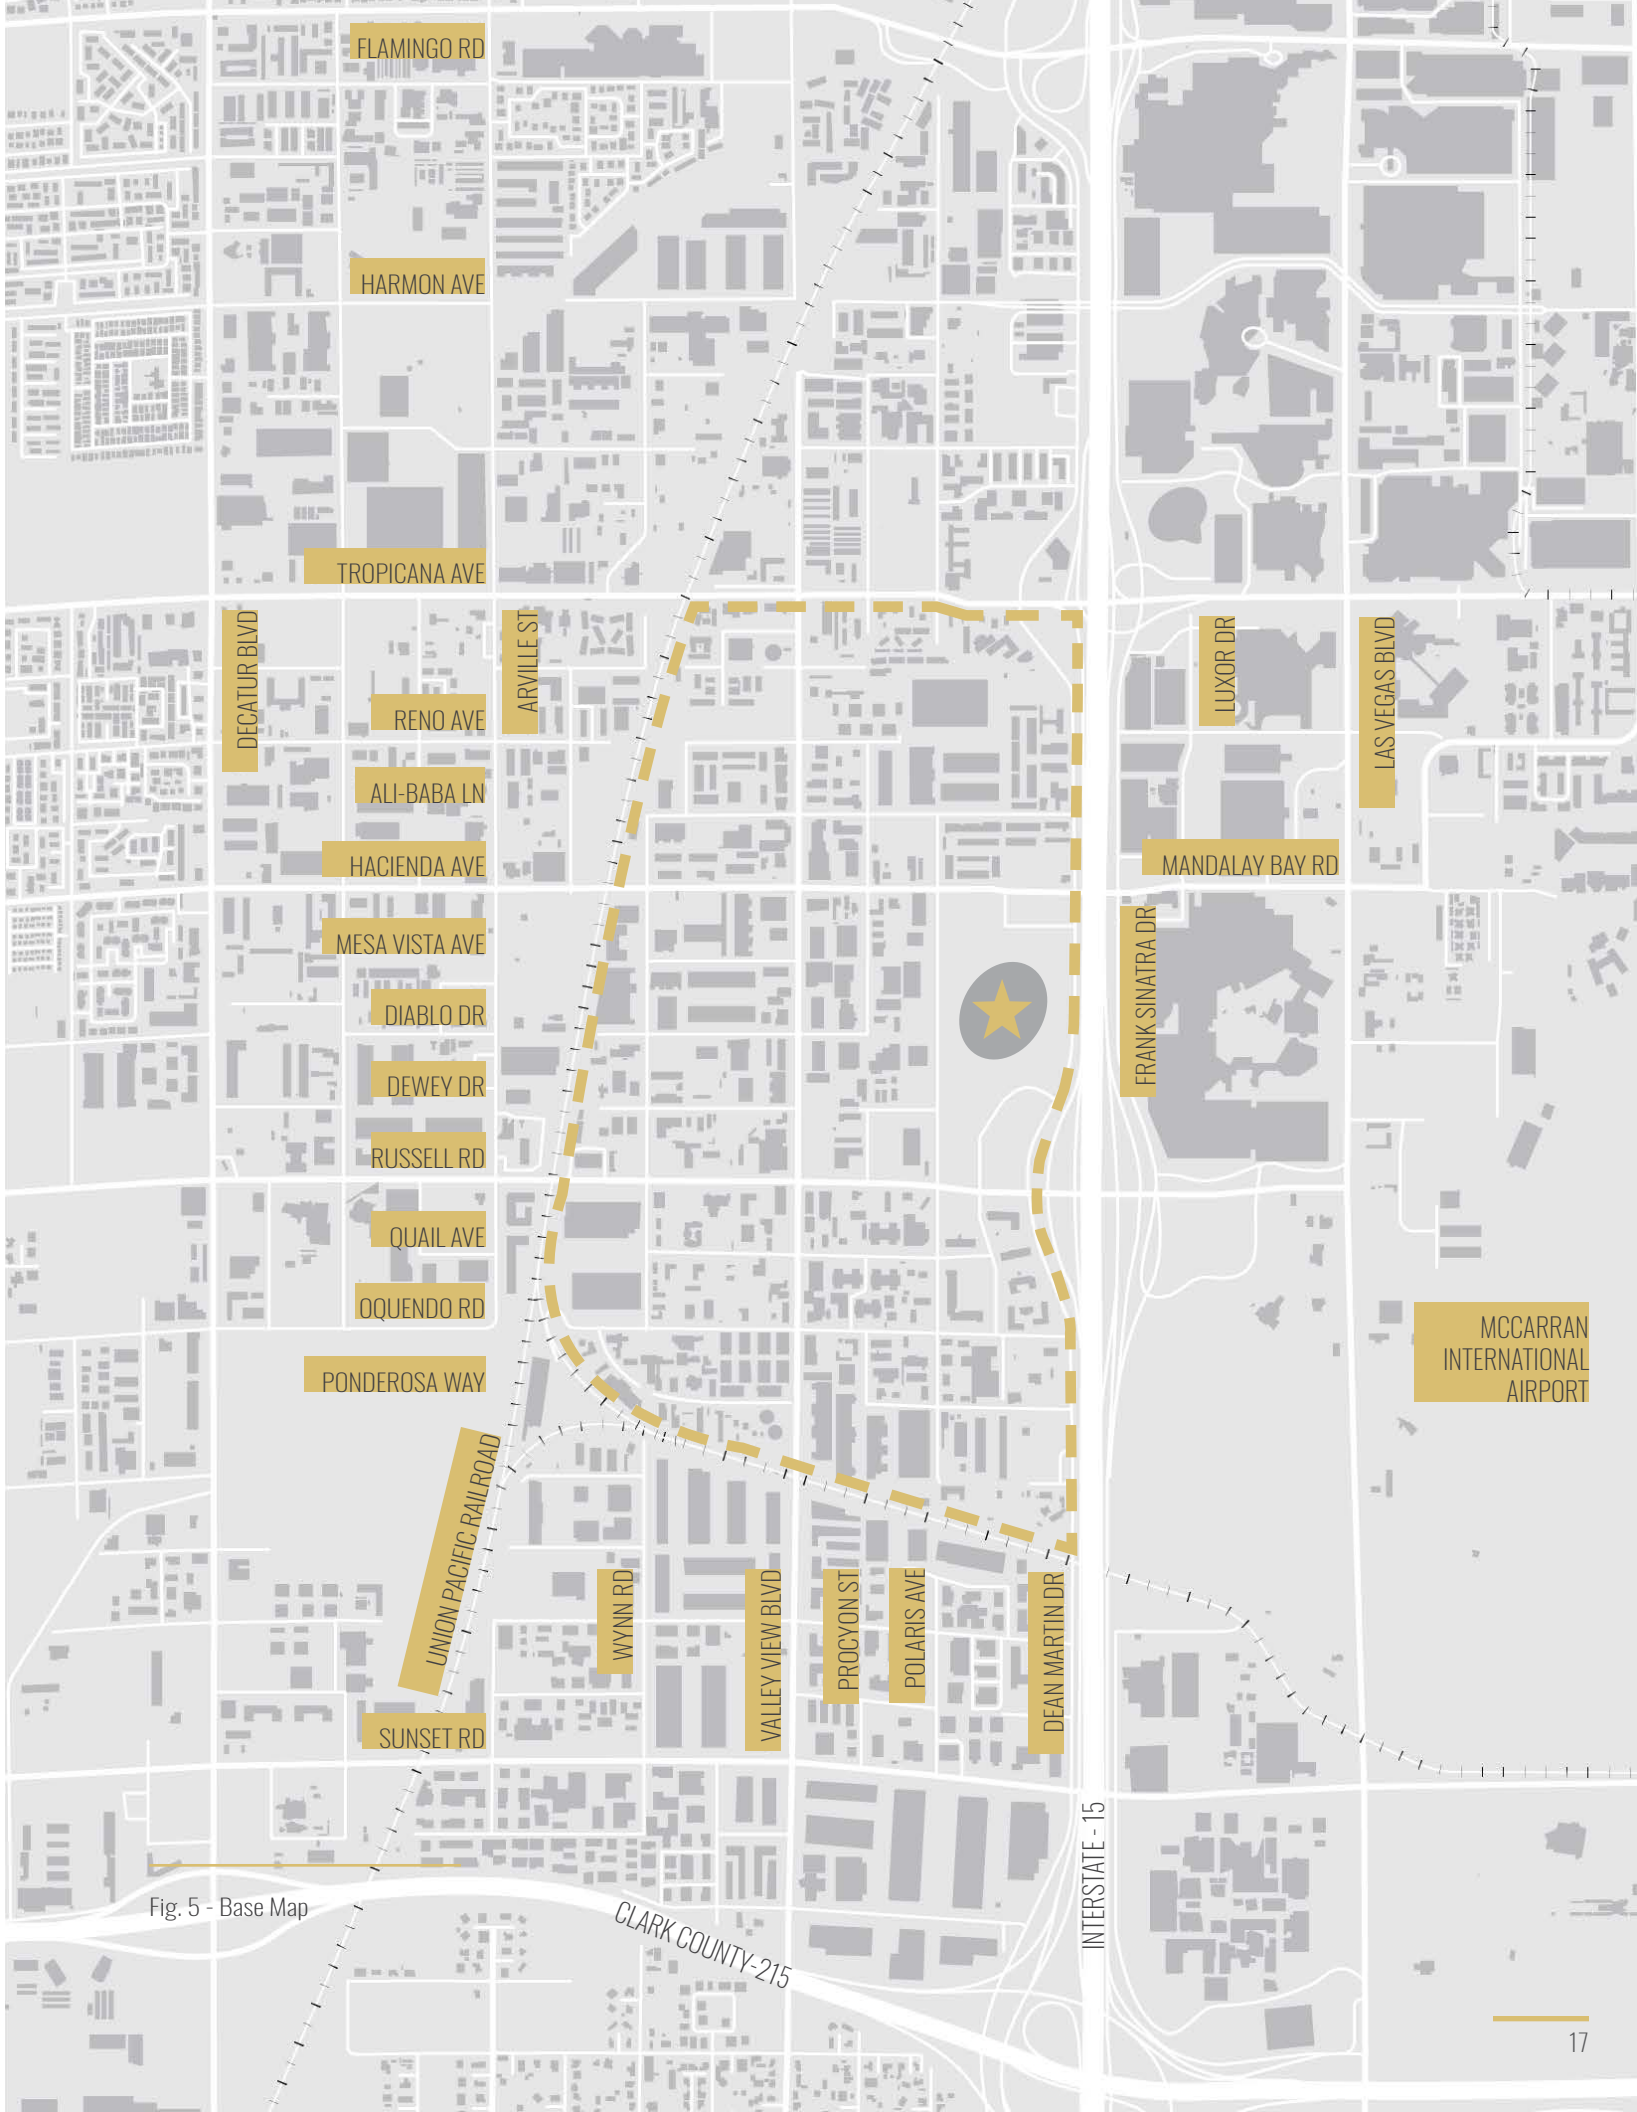 FLAMINGO RD
HARMON AVE
TROPICANA AVE
DECATUR BLVD
ARVILLE ST
LUXOR DR
LAS VEGAS BLVD
RENO AVE
ALI-BABA LN
HACIENDA AVE
MANDALAY BAY RD
MESA VISTA AVE
FRANK SINATRA DR
DIABLO DR
DEWEY DR
RUSSELL RD
QUAIL AVE
OQUENDO RD
MCCARRAN
INTERNATIONAL
AIRPORT
PONDEROSA WAY
UNION PACIFIC RAILROAD
WYNN RD
VALLEY VIEW BLVD
PROCYON ST
POLARIS AVE
DEAN MARTIN DR
SUNSET RD
INTERSTATE - 15
Fig. 5 - Base Map
CLARK COUNTY-215
17